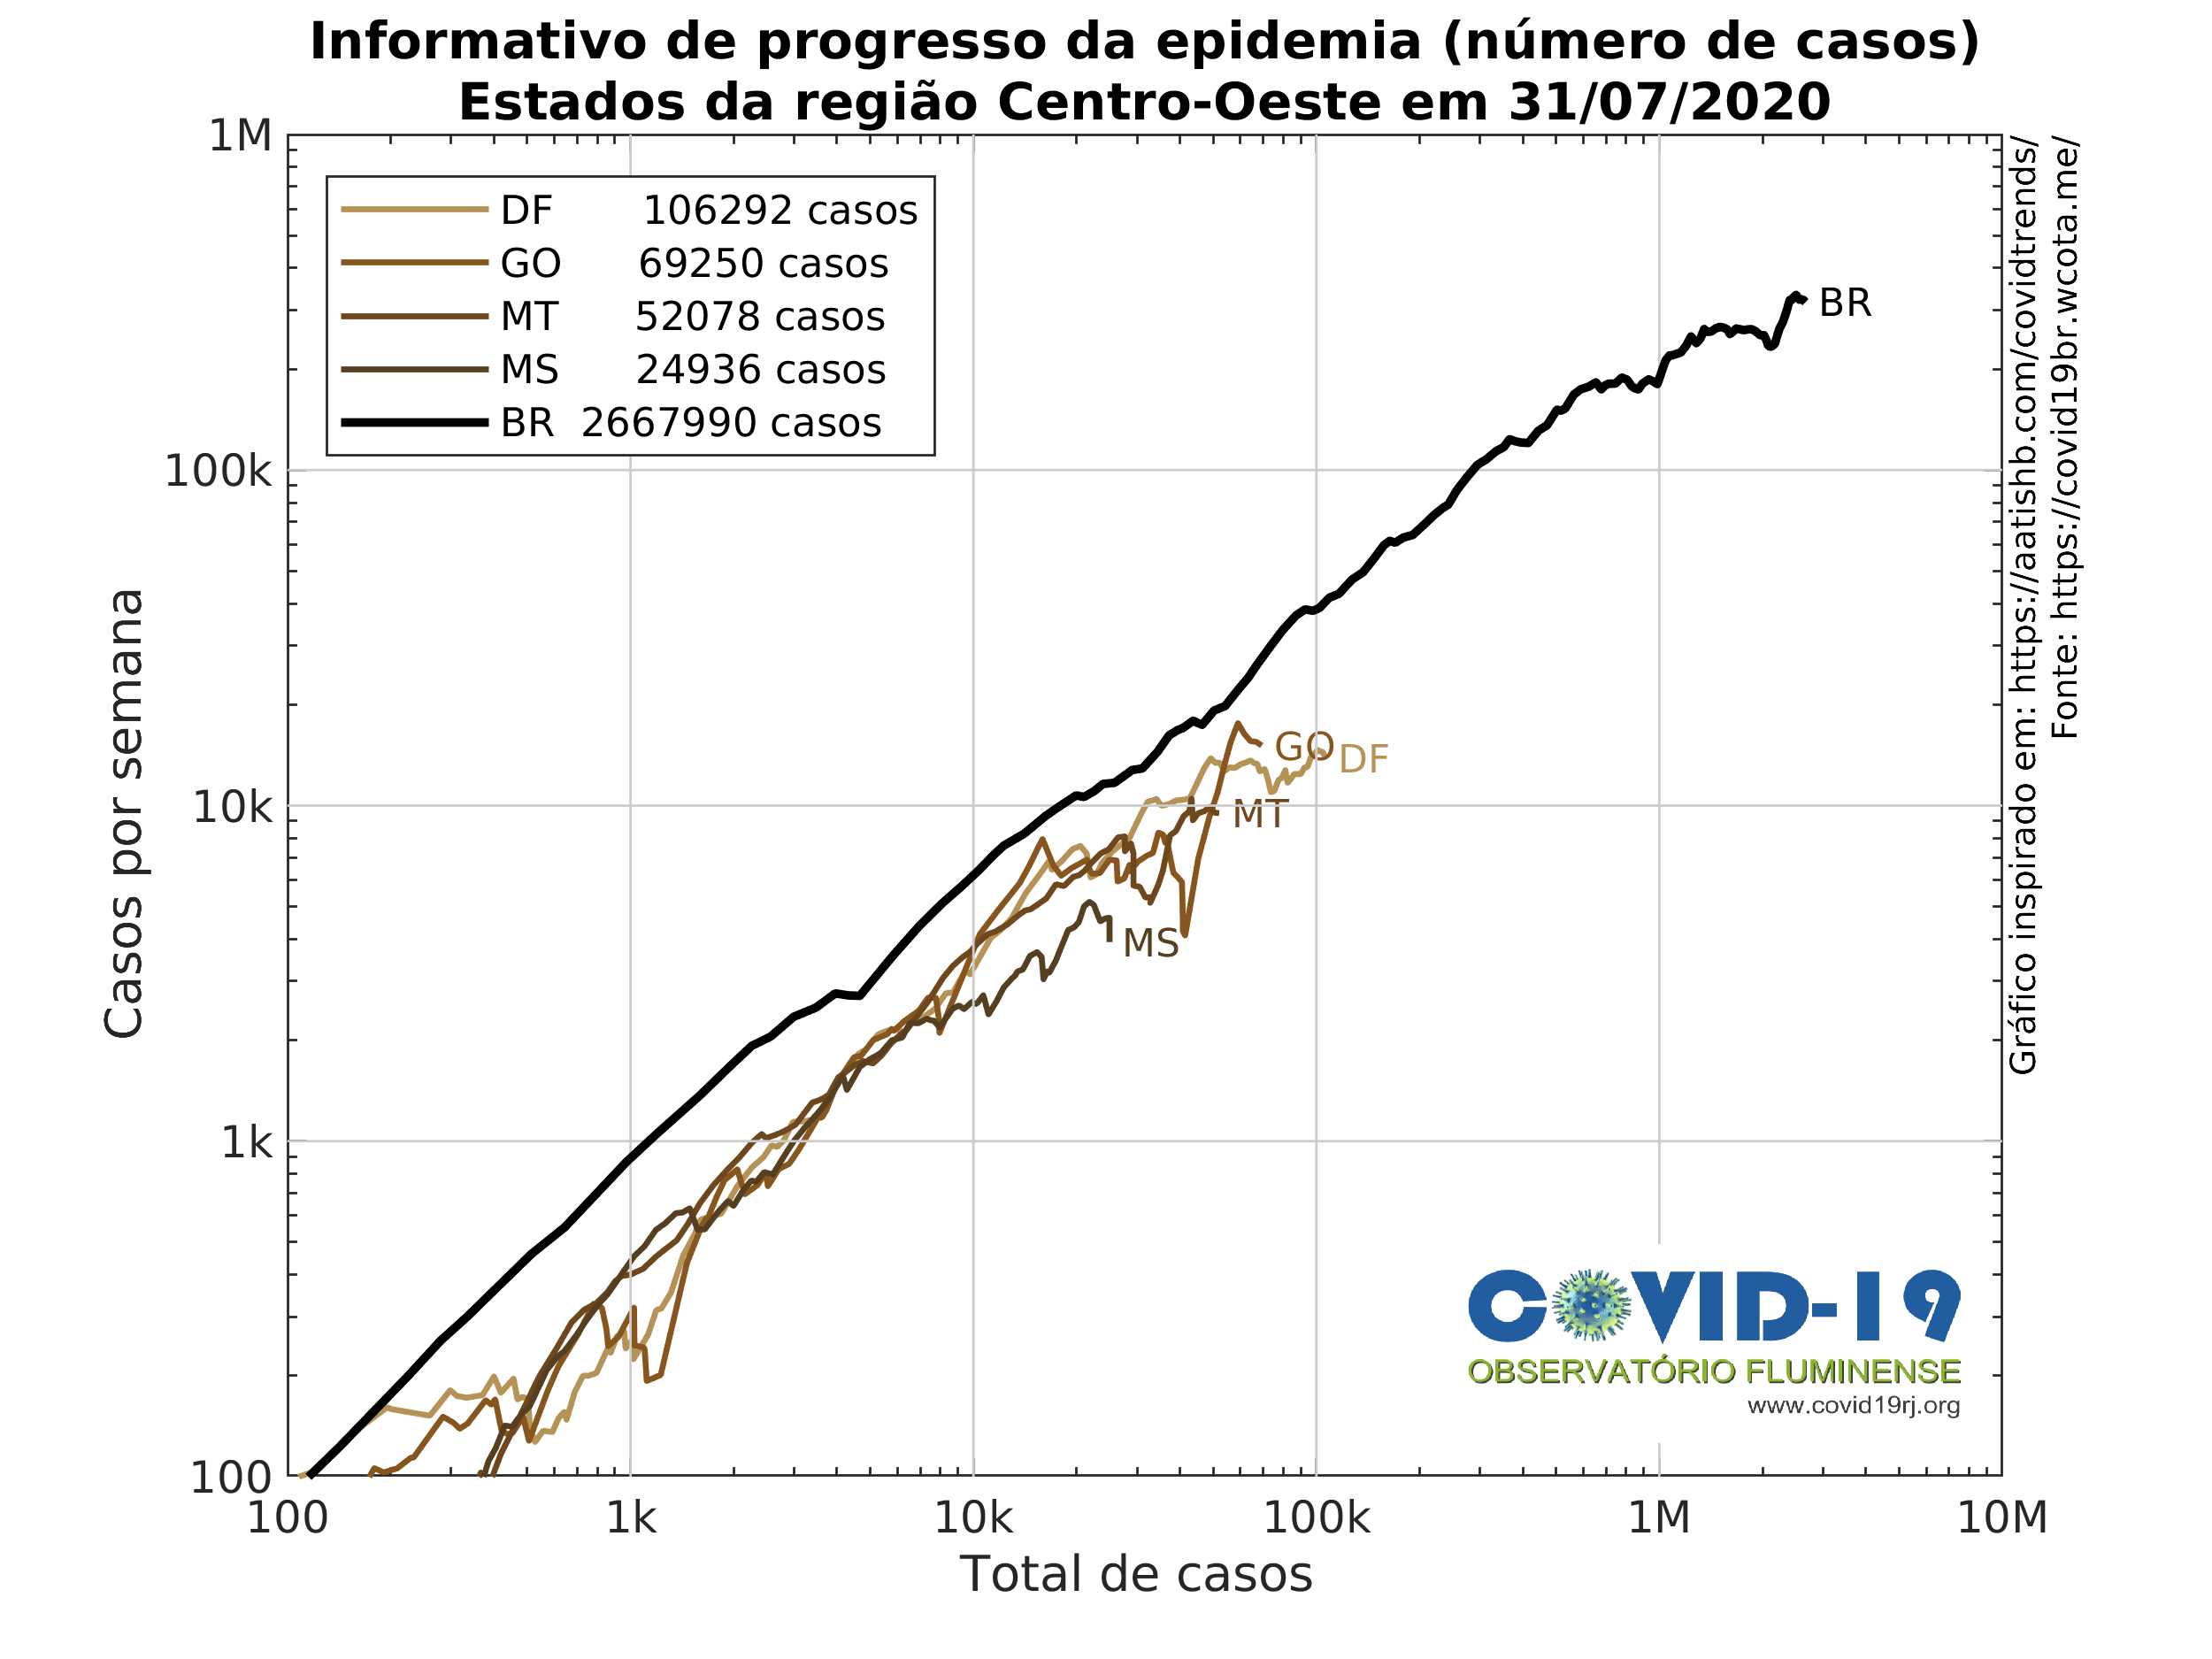 Informativo de progresso da epidemia (número de casos)
Estados da região Centro-Oeste em 31/07/2020
1M
100k
10k
1k
100
Casos por semana
DF 106292 casos
GO 69250 casos
MT 52078 casos
MS 24936 casos
BR 2667990 casos
BR
GO
DF
MT
MS
Gráfico inspirado em: https://aatishb.com/covidtrends/
Fonte: https://covid19br.wcota.me/
COVID-19
OBSERVATÓRIO FLUMINENSE
www.covid19rj.org
100 1k 10k 100k 1M 10M
Total de casos